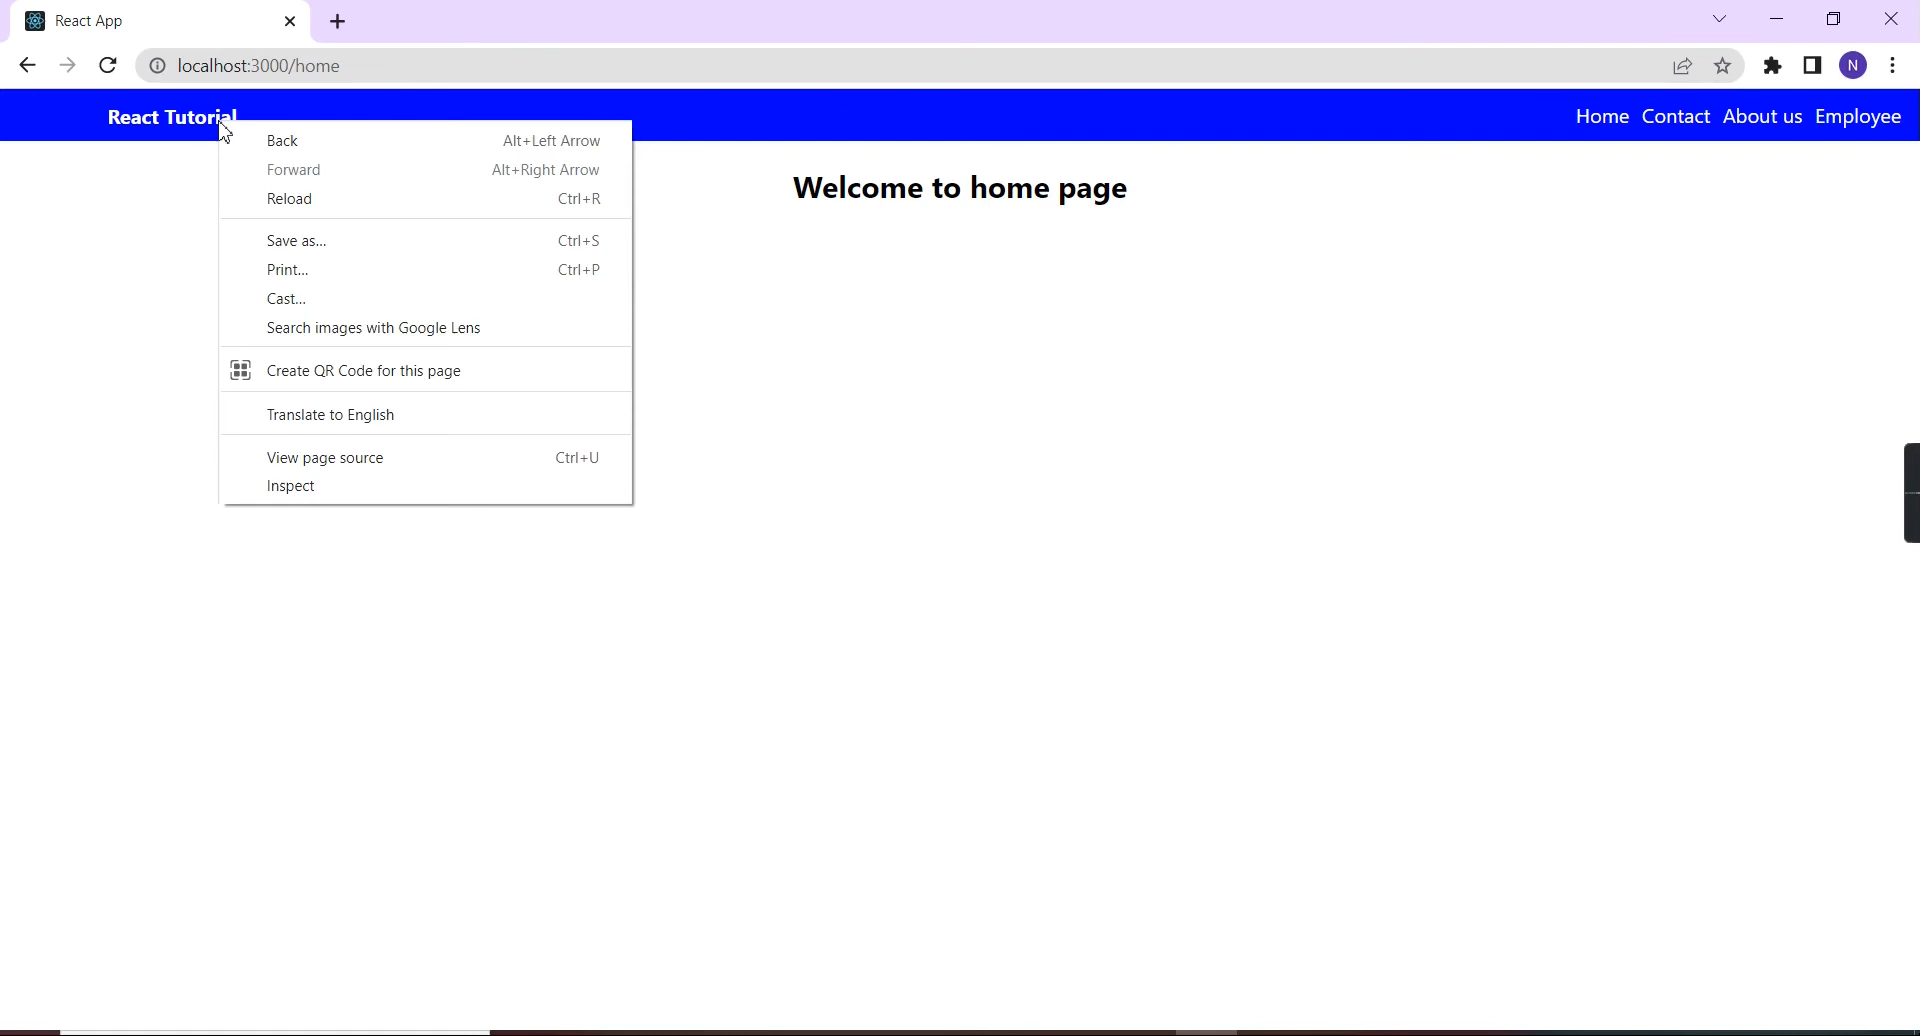 React App
localhost:3000/home
N
React Tutorial
Home Contact About us Employee
Back Alt+Left Arrow
Forward Alt+Right Arrow
Reload Ctrl+R
Welcome to home page
Save as... Ctrl+S
Print... Ctrl+P
Cast...
Search images with Google Lens
Create QR Code for this page
Translate to English
View page source Ctrl+U
Inspect